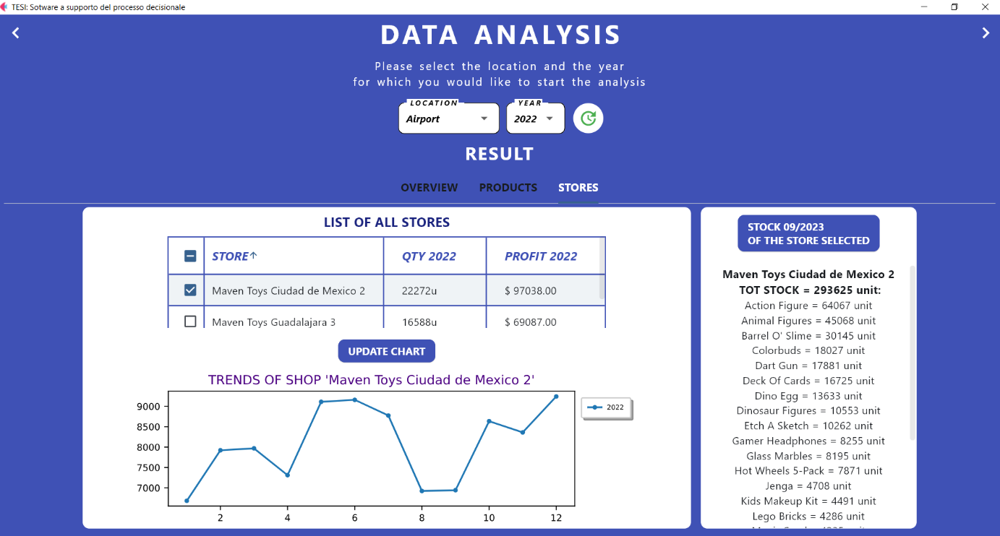 TESI: Sotware a supporto del processo decisionale
DATA ANALYSIS
Please select the location and the year
for which you would like to start the analysis
LOCATION
Airport
YEAR
2022
RESULT
OVERVIEW PRODUCTS STORES
LIST OF ALL STORES
STORE QTY 2022 PROFIT 2022
Maven Toys Ciudad de Mexico 2 22272u $ 97038.00
Maven Toys Guadalajara 3 16588u $ 69087.00
UPDATE CHART
TRENDS OF SHOP 'Maven Toys Ciudad de Mexico 2'
9000
8500
8000
7500
7000
2 4 6 8 10 12
2022
STOCK 09/2023
OF THE STORE SELECTED
Maven Toys Ciudad de Mexico 2
TOT STOCK = 293625 unit:
Action Figure = 64067 unit
Animal Figures = 45068 unit
Barrel O' Slime = 30145 unit
Colorbuds = 18027 unit
Dart Gun = 17881 unit
Deck Of Cards = 16725 unit
Dino Egg = 13633 unit
Dinosaur Figures = 10553 unit
Etch A Sketch = 10262 unit
Gamer Headphones = 8255 unit
Glass Marbles = 8195 unit
Hot Wheels 5-Pack = 7871 unit
Jenga = 4708 unit
Kids Makeup Kit = 4491 unit
Lego Bricks = 4286 unit